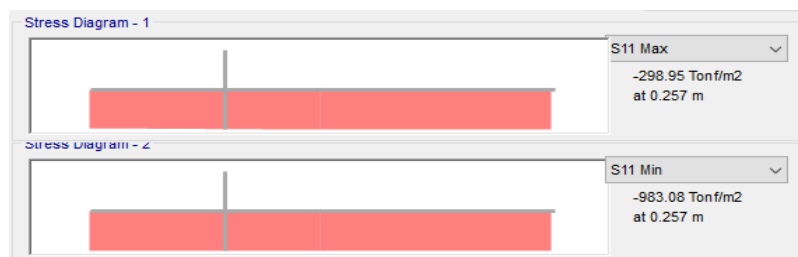 Stress Diagram - 1
S11 Max
-298.95 Tonf/m2
at 0.257 m
Stress Diagram - 2
S11 Min
-983.08 Tonf/m2
at 0.257 m